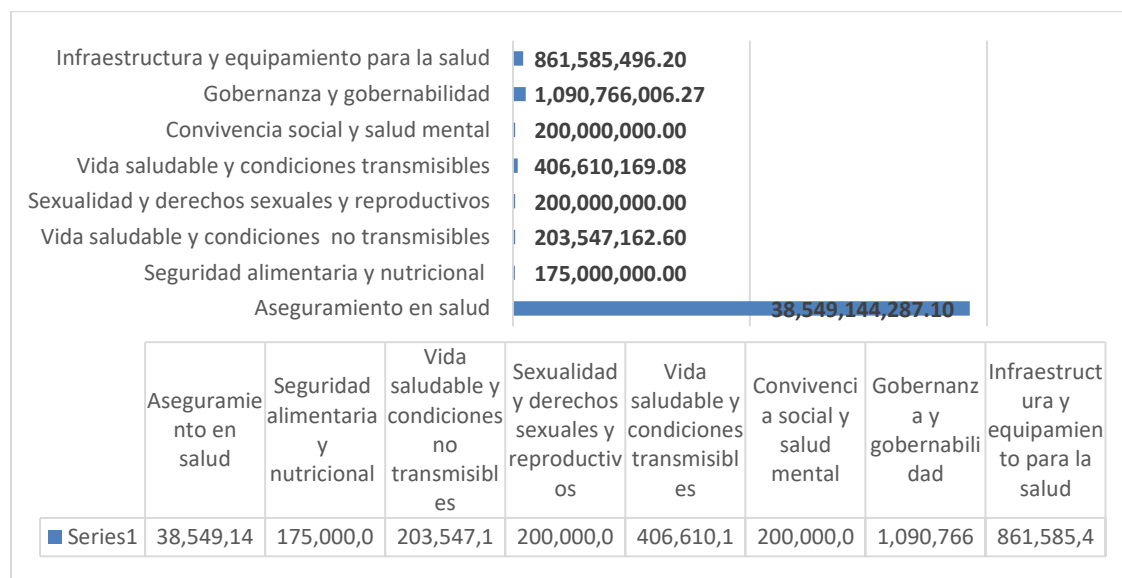 Infraestructura y equipamiento para la salud 861,585,496.20
Gobernanza y gobernabilidad 1,090,766,006.27
Convivencia social y salud mental 200,000,000.00
Vida saludable y condiciones transmisibles 406,610,169.08
Sexualidad y derechos sexuales y reproductivos 200,000,000.00
Vida saludable y condiciones  no transmisibles 203,547,162.60
Seguridad alimentaria y nutricional 175,000,000.00
Aseguramiento en salud 38,549,144,287.10
Aseguramie
nto en
salud
Seguridad
alimentaria
y
nutricional
Vida
saludable y
condiciones
no
transmisibl
es
Sexualidad
y derechos
sexuales y
reproductiv
os
Vida
saludable y
condiciones
transmisibl
es
Convivenci
a social y
salud
mental
Gobernanz
a y
gobernabili
dad
Infraestruct
ura y
equipamien
to para la
salud
Series1 38,549,14 175,000,0 203,547,1 200,000,0 406,610,1 200,000,0 1,090,766 861,585,4